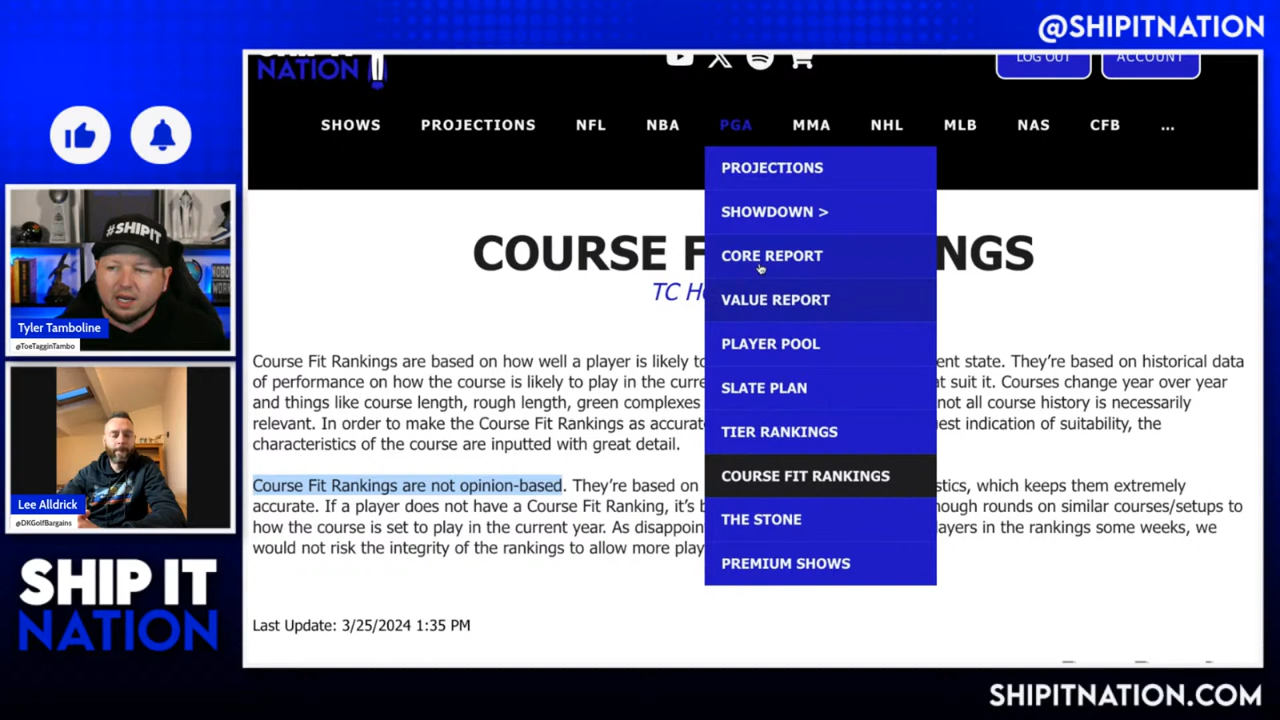 @SHIPITNATION
SHIP IT
NATION
LOG OUT
ACCOUNT
SHOWS
PROJECTIONS
NFL
NBA
PGA
MMA
NHL
MLB
NAS
CFB
...
PROJECTIONS
SHOWDOWN >
CORE REPORT
VALUE REPORT
PLAYER POOL
SLATE PLAN
TIER RANKINGS
COURSE FIT RANKINGS
THE STONE
PREMIUM SHOWS
COURSE F NGS
TC H
Course Fit Rankings are based on how well a player is likely to ent state. They're based on historical data
of performance on how the course is likely to play in the curre at suit it. Courses change year over year
and things like course length, rough length, green complexes not all course history is necessarily
relevant. In order to make the Course Fit Rankings as accurat est indication of suitability, the
characteristics of the course are inputted with great detail.
Course Fit Rankings are not opinion-based. They're based on stics, which keeps them extremely
accurate. If a player does not have a Course Fit Ranking, it's b ough rounds on similar courses/setups to
how the course is set to play in the current year. As disappoin ayers in the rankings some weeks, we
would not risk the integrity of the rankings to allow more play
Last Update: 3/25/2024 1:35 PM
#SHIPIT
Tyler Tamboline
@ToeTagginTambo
Lee Alldrick
@DKGolfBargains
SHIP IT
NATION
SHIPITNATION.COM